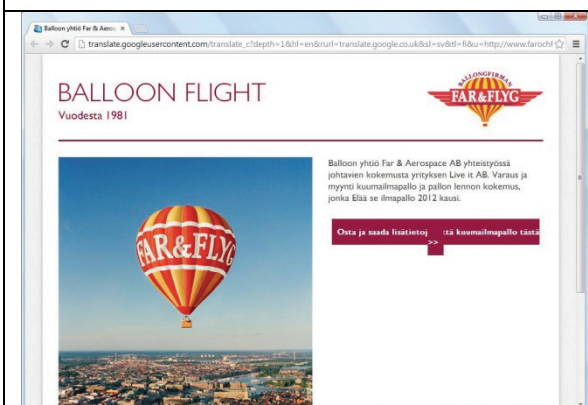 Balloon yhtiö Far & Aeros
translate.googleusercontent.com/translate_c?depth=1&hl=en&rurl=translate.google.co.uk&sl=sv&tl=fi&u=http://www.farochf
BALLOON FLIGHT
Vuodesta 1981
BALLONGFIRMAN
FAR&FLYG
Balloon yhtiö Far & Aerospace AB yhteistyössä
johtavien kokemusta yrityksen Live it AB. Varaus ja
myynti kuumailmapallo ja pallon lennon kokemus,
jonka Elää se ilmapallo 2012 kausi.
Osta ja saada lisätietoj ttä kuumailmapallo tästä
>>
FAR&FLYG